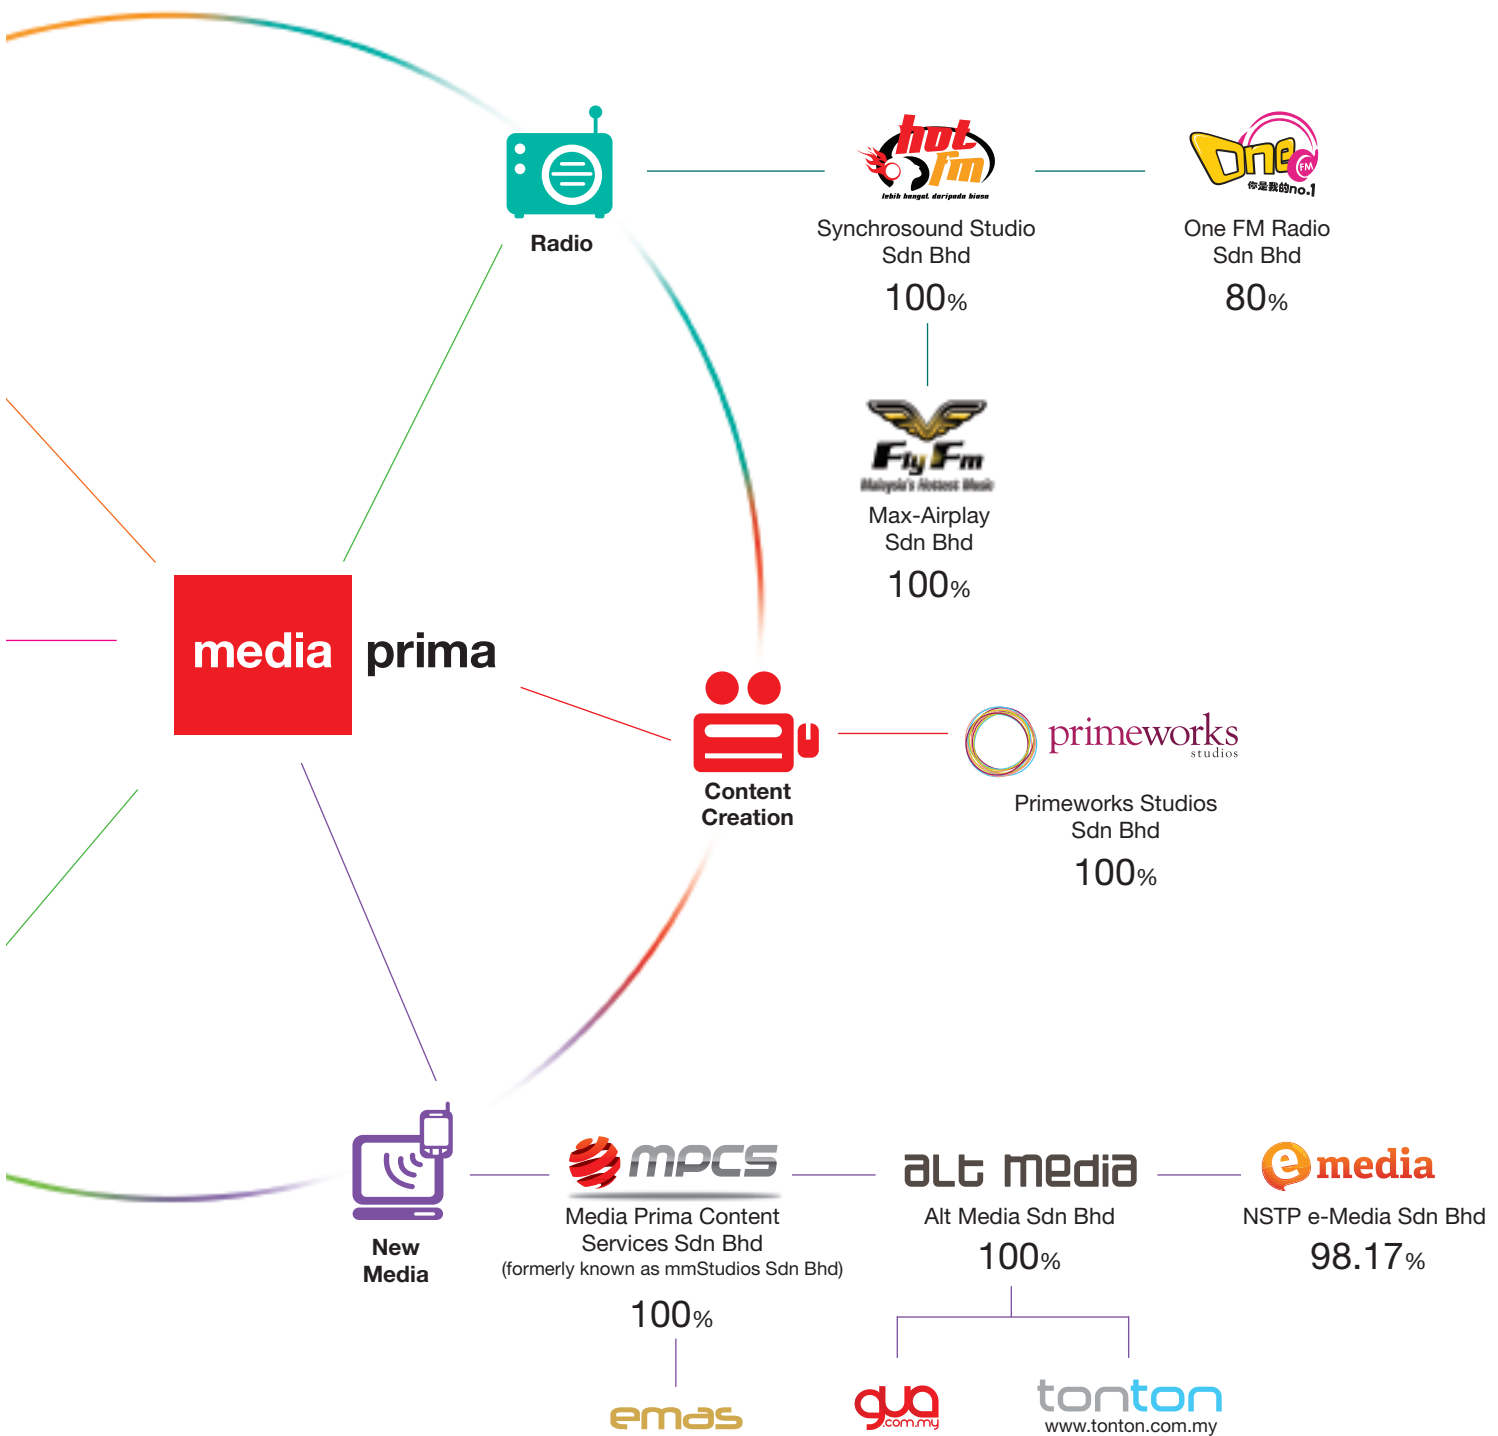 Radio
hot
fm
lebih hangat daripada biasa
Synchrosound Studio
Sdn Bhd
100%
One
FM
你是我的no.1
One FM Radio
Sdn Bhd
80%
Fly Fm
Malaysia's Hottest Music
Max-Airplay
Sdn Bhd
100%
media prima
Content
Creation
primeworks
studios
Primeworks Studios
Sdn Bhd
100%
New
Media
mpcs
Media Prima Content
Services Sdn Bhd
(formerly known as mmStudios Sdn Bhd)
100%
emas
alt media
Alt Media Sdn Bhd
100%
gua
.com.my
tonton
www.tonton.com.my
e media
NSTP e-Media Sdn Bhd
98.17%